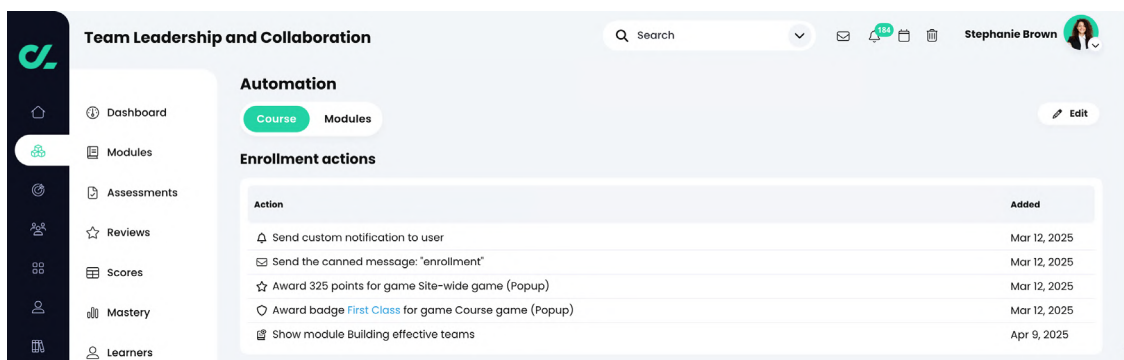 Team Leadership and Collaboration
Search
184
Stephanie Brown
Automation
Course
Modules
Edit
Dashboard
Modules
Assessments
Reviews
Scores
Mastery
Learners
Enrollment actions
Action Added
Send custom notification to user Mar 12, 2025
Send the canned message: "enrollment" Mar 12, 2025
Award 325 points for game Site-wide game (Popup) Mar 12, 2025
Award badge First Class for game Course game (Popup) Mar 12, 2025
Show module Building effective teams Apr 9, 2025